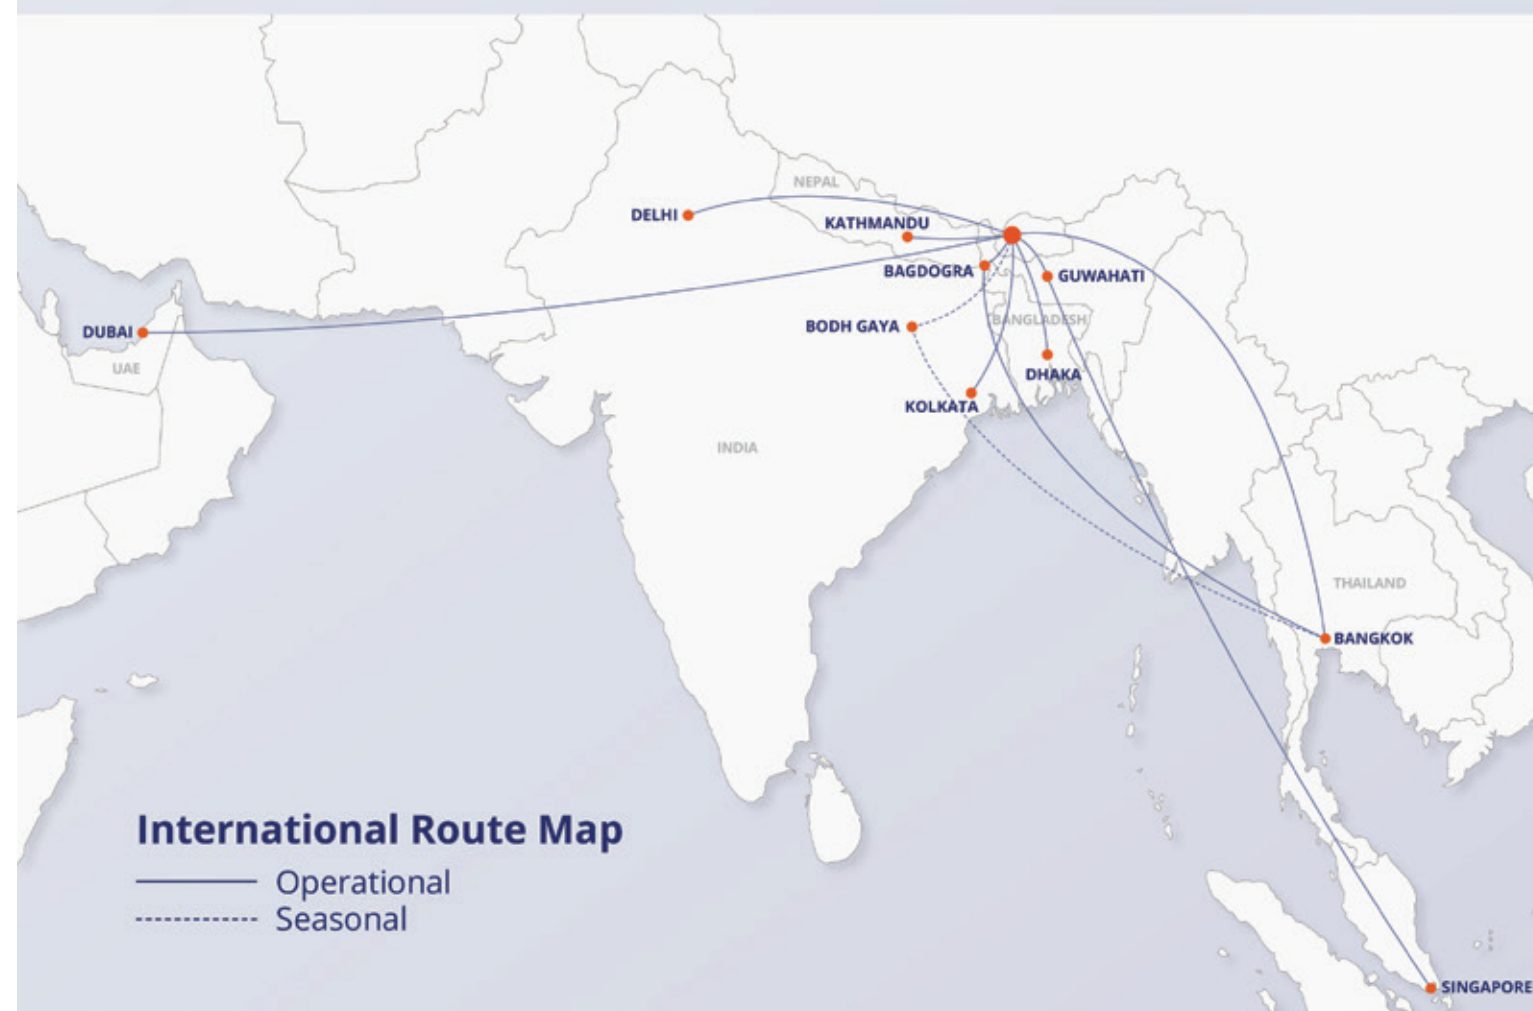 NEPAL
DELHI
KATHMANDU
BAGDOGRA
GUWAHATI
BODH GAYA
BANGLADESH
DUBAI
UAE
DHAKA
KOLKATA
INDIA
THAILAND
BANGKOK
International Route Map
Operational
Seasonal
SINGAPORE